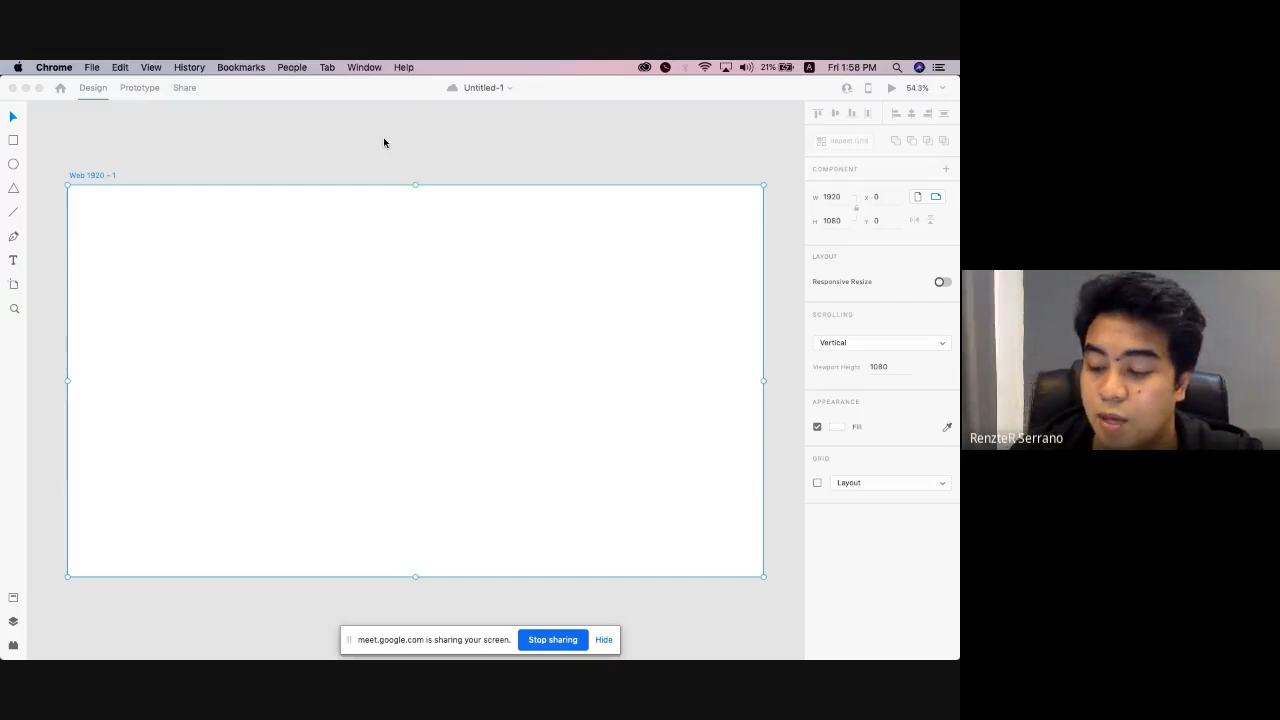 Chrome File Edit View History Bookmarks People Tab Window Help 21% A Fri 1:58 PM
Design Prototype Share Untitled-1 54.3%
Repeat Grid
Web 1920 – 1
COMPONENT
W 1920 X 0
H 1080 Y 0
LAYOUT
Responsive Resize
SCROLLING
Vertical
Viewport Height 1080
APPEARANCE
Fill
GRID
Layout
T
RenzteR Serrano
meet.google.com is sharing your screen. Stop sharing Hide